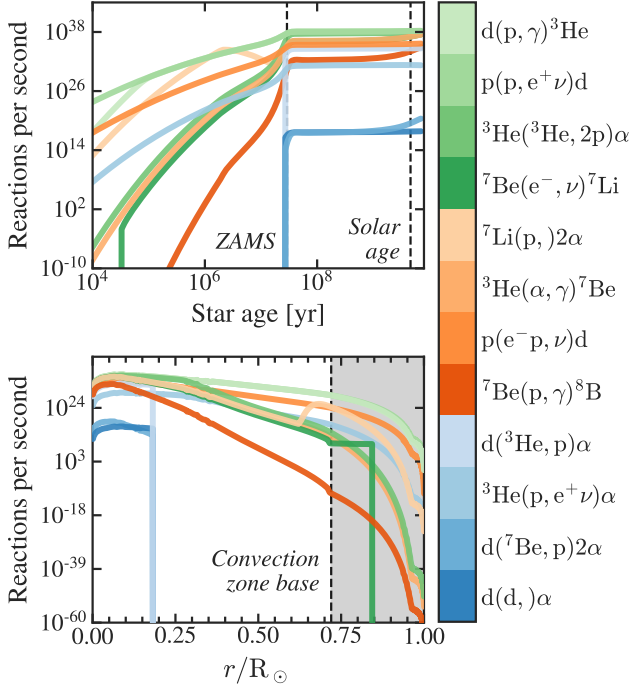 10^38
10^26
10^14
10^2
10^-10
Reactions per second
ZAMS
Solar
age
10^4
10^6
10^8
Star age [yr]
10^24
10^3
10^-18
10^-39
10^-60
Reactions per second
Convection
zone base
0.00
0.25
0.50
0.75
1.00
r/R_⊙
d(p, γ)³He
p(p, e⁺ν)d
³He(³He, 2p)α
⁷Be(e⁻, ν)⁷Li
⁷Li(p, )2α
³He(α, γ)⁷Be
p(e⁻p, ν)d
⁷Be(p, γ)⁸B
d(³He, p)α
³He(p, e⁺ν)α
d(⁷Be, p)2α
d(d, )α